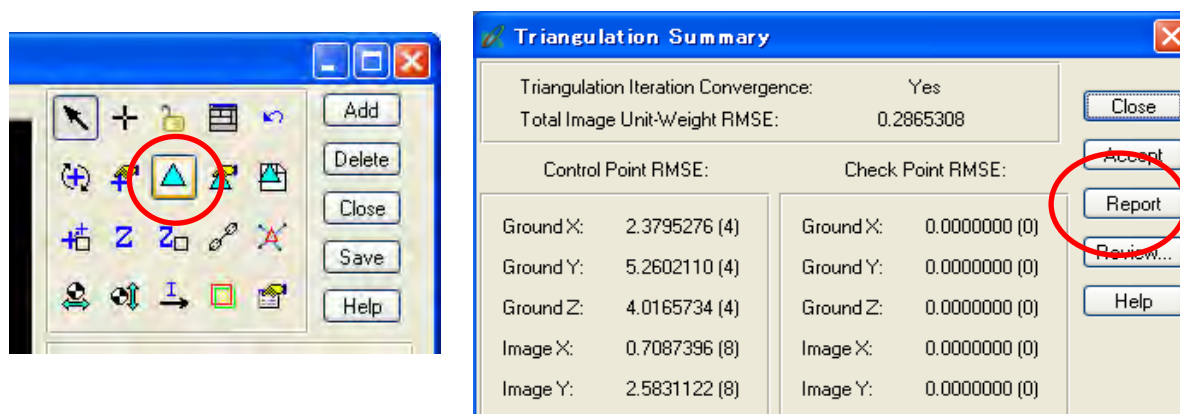 Add
Delete
Close
Save
Help
Z
Z
I
Triangulation Summary
Triangulation Iteration Convergence: Yes
Total Image Unit-Weight RMSE: 0.2865308
Control Point RMSE: Check Point RMSE:
Ground X: 2.3795276 (4) Ground X: 0.0000000 (0)
Ground Y: 5.2602110 (4) Ground Y: 0.0000000 (0)
Ground Z: 4.0165734 (4) Ground Z: 0.0000000 (0)
Image X: 0.7087396 (8) Image X: 0.0000000 (0)
Image Y: 2.5831122 (8) Image Y: 0.0000000 (0)
Close
Accept
Report
Review...
Help